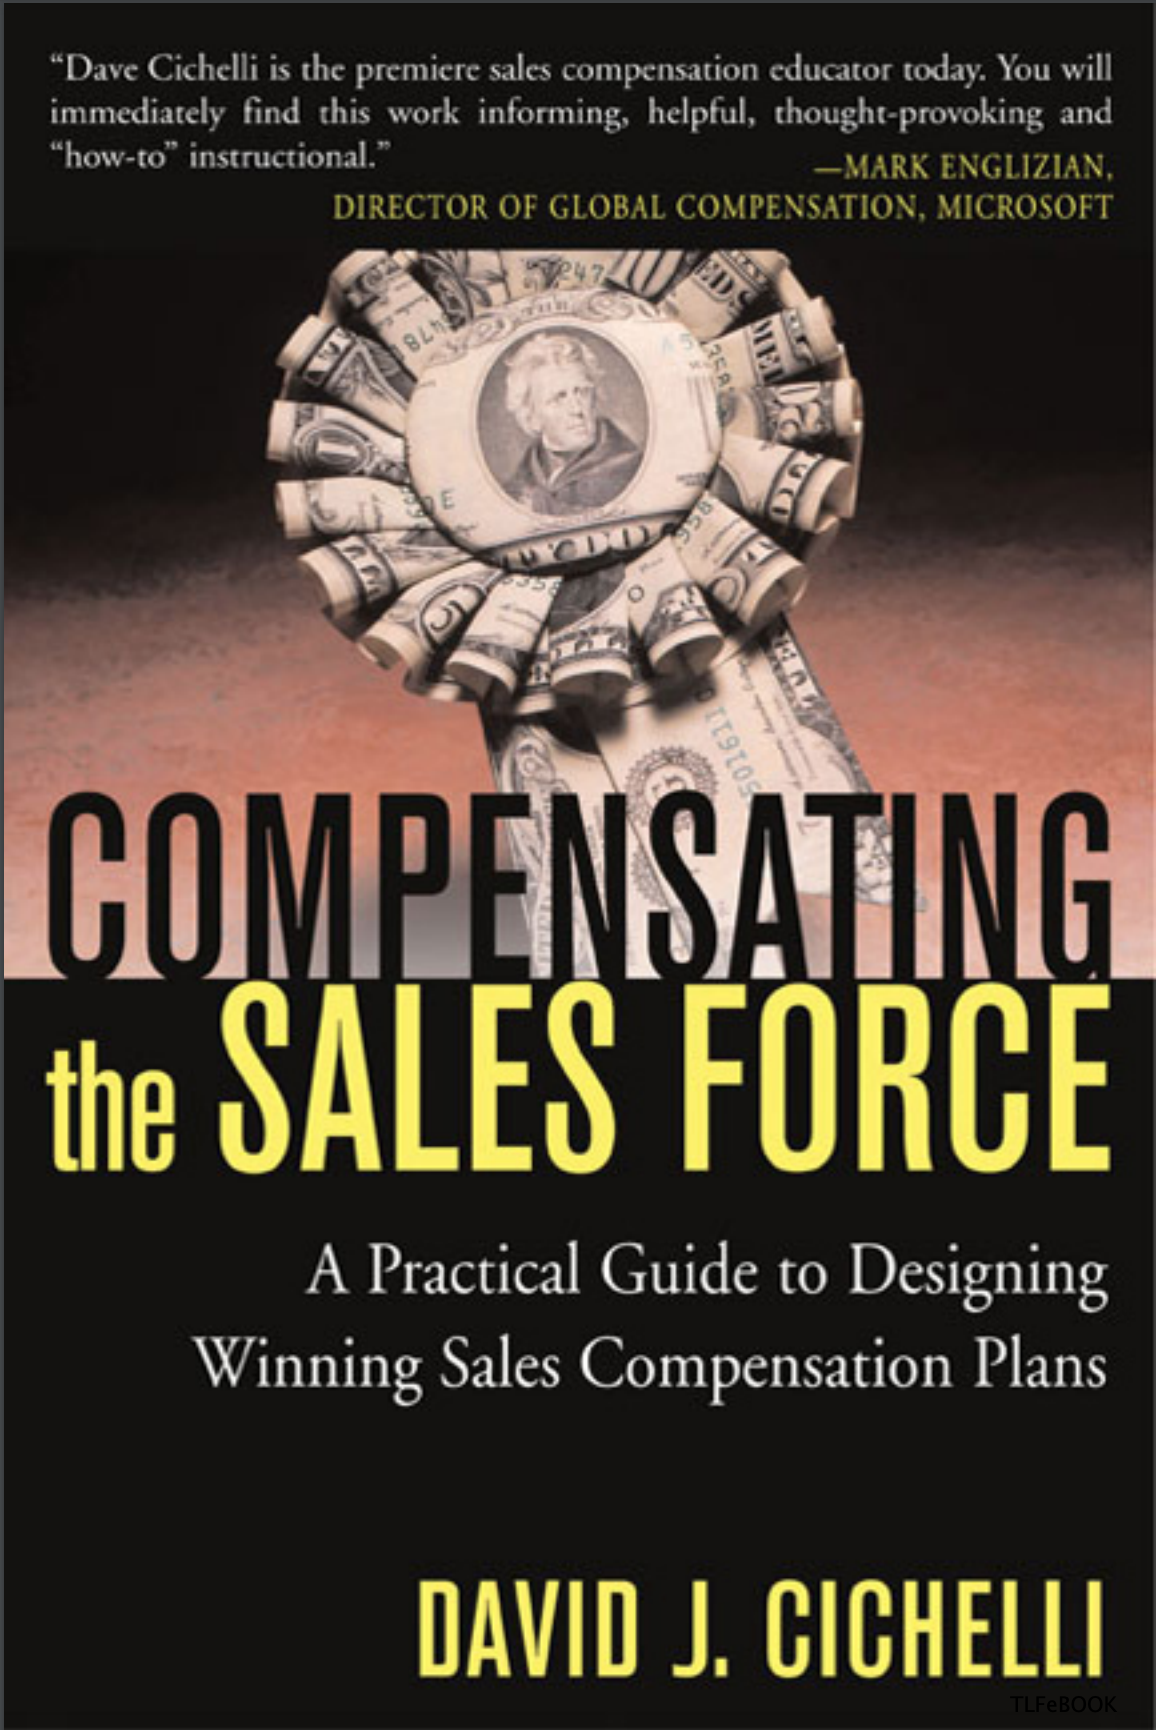 “Dave Cichelli is the premiere sales compensation educator today. You will
immediately find this work informing, helpful, thought-provoking and
“how-to” instructional.”
—MARK ENGLIZIAN,
DIRECTOR OF GLOBAL COMPENSATION, MICROSOFT
COMPENSATING
the SALES FORCE
A Practical Guide to Designing
Winning Sales Compensation Plans
DAVID J. CICHELLI
TLFeBOOK